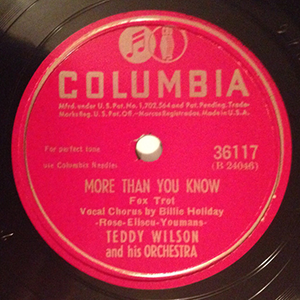 COLUMBIA
Mfrd. under U.S. Pat. No. 1,702,564 and Pat. Pending. Trade-
Marks Reg. U.S. Pat. Off.—Marcas Registradas. Made in U.S.A.
For perfect tone
use Columbia Needles
36117
(B 24046)
MORE THAN YOU KNOW
Fox Trot
Vocal Chorus by Billie Holiday
-Rose-Eliscu-Youmans-
TEDDY WILSON
and his ORCHESTRA